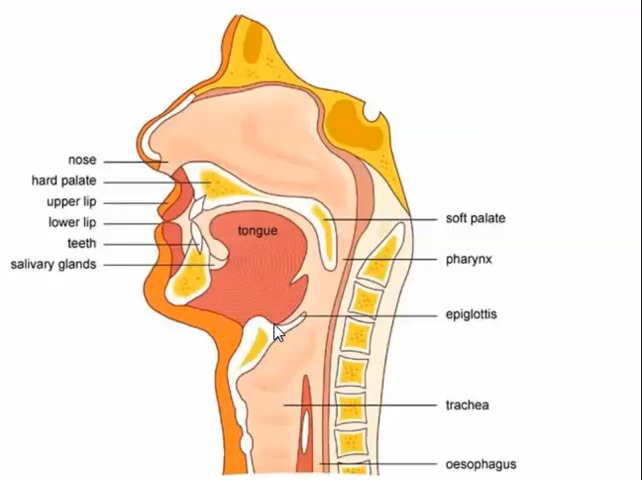 nose
hard palate
upper lip
lower lip
teeth
salivary glands
tongue
soft palate
pharynx
epiglottis
trachea
oesophagus